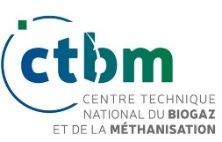 ctbm
CENTRE TECHNIQUE
NATIONAL DU BIOGAZ
ET DE LA MÉTHANISATION